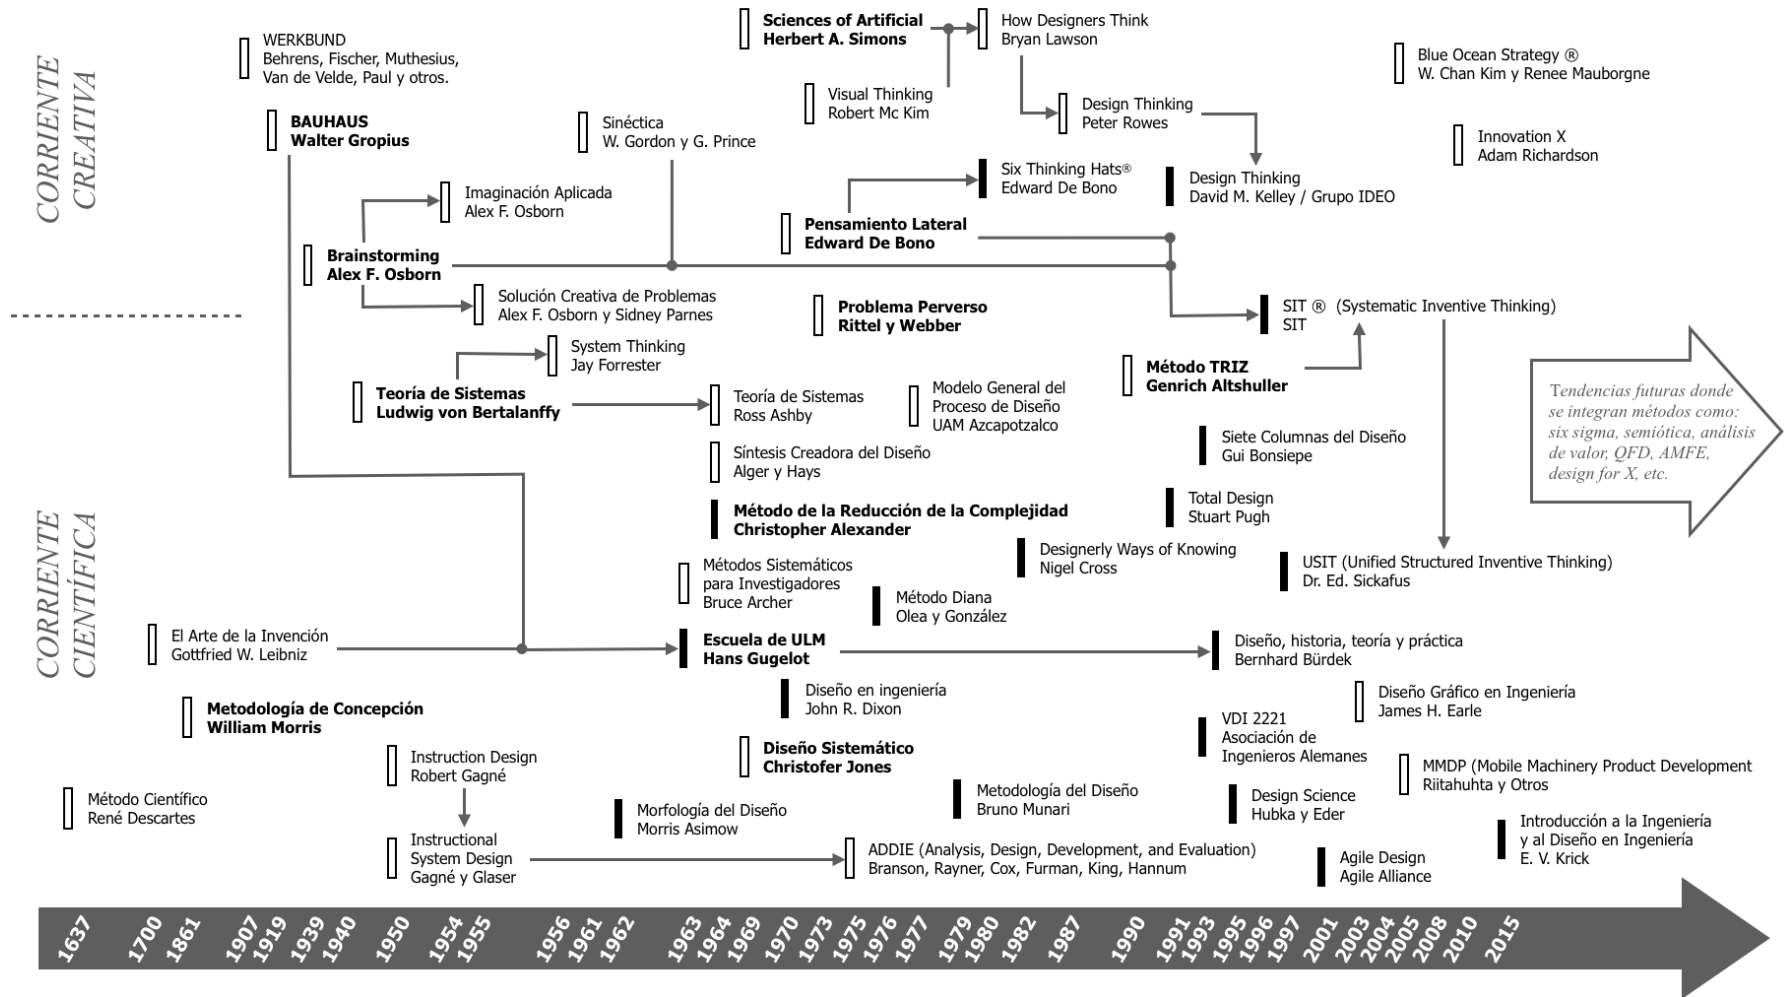 CORRIENTE
CREATIVA
WERKBUND
Behrens, Fischer, Muthesius,
Van de Velde, Paul y otros.
BAUHAUS
Walter Gropius
Sinéctica
W. Gordon y G. Prince
Sciences of Artificial
Herbert A. Simons
How Designers Think
Bryan Lawson
Visual Thinking
Robert Mc Kim
Design Thinking
Peter Rowes
Blue Ocean Strategy ®
W. Chan Kim y Renee Mauborgne
Innovation X
Adam Richardson
Six Thinking Hats®
Edward De Bono
Design Thinking
David M. Kelley / Grupo IDEO
Imaginación Aplicada
Alex F. Osborn
Pensamiento Lateral
Edward De Bono
Brainstorming
Alex F. Osborn
Solución Creativa de Problemas
Alex F. Osborn y Sidney Parnes
Problema Perverso
Rittel y Webber
SIT ® (Systematic Inventive Thinking)
SIT
System Thinking
Jay Forrester
Método TRIZ
Genrich Altshuller
Teoría de Sistemas
Ludwig von Bertalanffy
Teoría de Sistemas
Ross Ashby
Modelo General del
Proceso de Diseño
UAM Azcapotzalco
Tendencias futuras donde
se integran métodos como:
six sigma, semiótica, análisis
de valor, QFD, AMFE,
design for X, etc.
CORRIENTE
CIENTÍFICA
Síntesis Creadora del Diseño
Alger y Hays
Siete Columnas del Diseño
Gui Bonsiepe
Método de la Reducción de la Complejidad
Christopher Alexander
Total Design
Stuart Pugh
Designerly Ways of Knowing
Nigel Cross
USIT (Unified Structured Inventive Thinking)
Dr. Ed. Sickafus
Métodos Sistemáticos
para Investigadores
Bruce Archer
Método Diana
Olea y González
El Arte de la Invención
Gottfried W. Leibniz
Escuela de ULM
Hans Gugelot
Diseño, historia, teoría y práctica
Bernhard Bürdek
Diseño en ingeniería
John R. Dixon
Diseño Gráfico en Ingeniería
James H. Earle
Metodología de Concepción
William Morris
VDI 2221
Asociación de
Ingenieros Alemanes
Instruction Design
Robert Gagné
Diseño Sistemático
Christofer Jones
MMDP (Mobile Machinery Product Development
Riitahuhta y Otros
Método Científico
René Descartes
Morfología del Diseño
Morris Asimow
Metodología del Diseño
Bruno Munari
Design Science
Hubka y Eder
Introducción a la Ingeniería
y al Diseño en Ingeniería
E. V. Krick
Instructional
System Design
Gagné y Glaser
ADDIE (Analysis, Design, Development, and Evaluation)
Branson, Rayner, Cox, Furman, King, Hannum
Agile Design
Agile Alliance
1637
1700
1861
1907
1919
1939
1940
1950
1954
1955
1956
1961
1962
1963
1964
1969
1970
1973
1975
1976
1977
1979
1980
1982
1987
1990
1991
1993
1995
1996
1997
2001
2003
2004
2005
2008
2010
2015